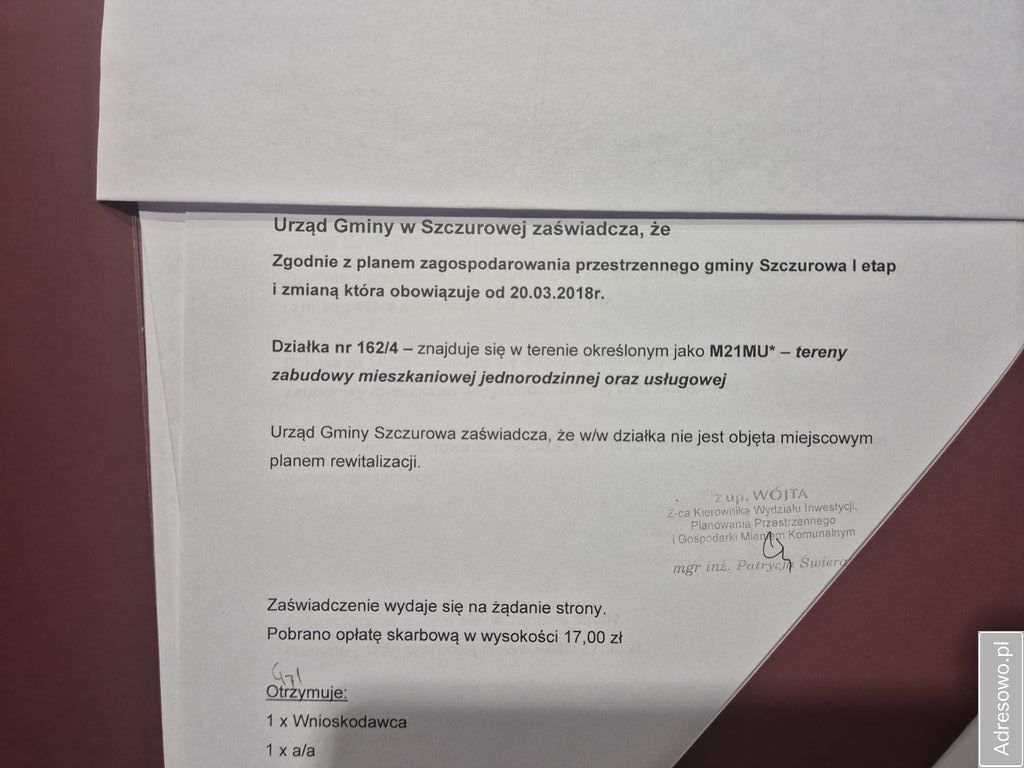 Urząd Gminy w Szczurowej zaświadcza, że
Zgodnie z planem zagospodarowania przestrzennego gminy Szczurowa I etap
i zmianą która obowiązuje od 20.03.2018r.
Działka nr 162/4 – znajduje się w terenie określonym jako M21MU* – tereny
zabudowy mieszkaniowej jednorodzinnej oraz usługowej
Urząd Gminy Szczurowa zaświadcza, że w/w działka nie jest objęta miejscowym
planem rewitalizacji.
z up. WÓJTA
Z-ca Kierownika Wydziału Inwestycji,
Planowania Przestrzennego
i Gospodarki Mieniem Komunalnym
mgr inż. Patrycja
Zaświadczenie wydaje się na żądanie strony.
Pobrano opłatę skarbową w wysokości 17,00 zł
Otrzymuje:
1 x Wnioskodawca
1 x a/a
Adresowo.pl